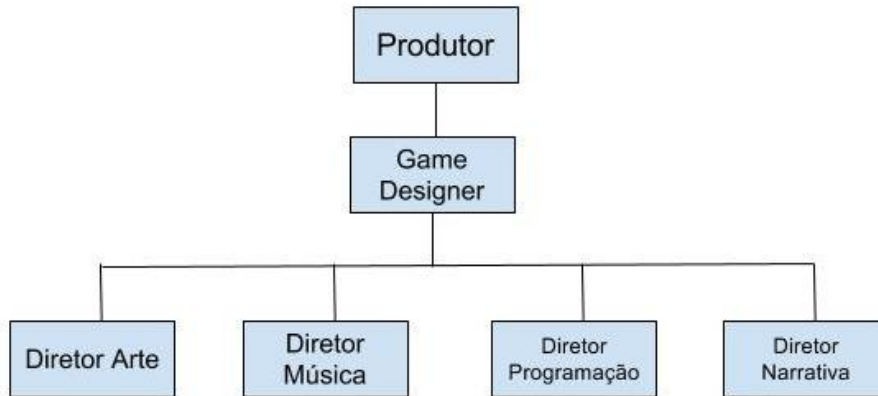 Produtor
Game
Designer
Diretor Arte
Diretor
Música
Diretor
Programação
Diretor
Narrativa